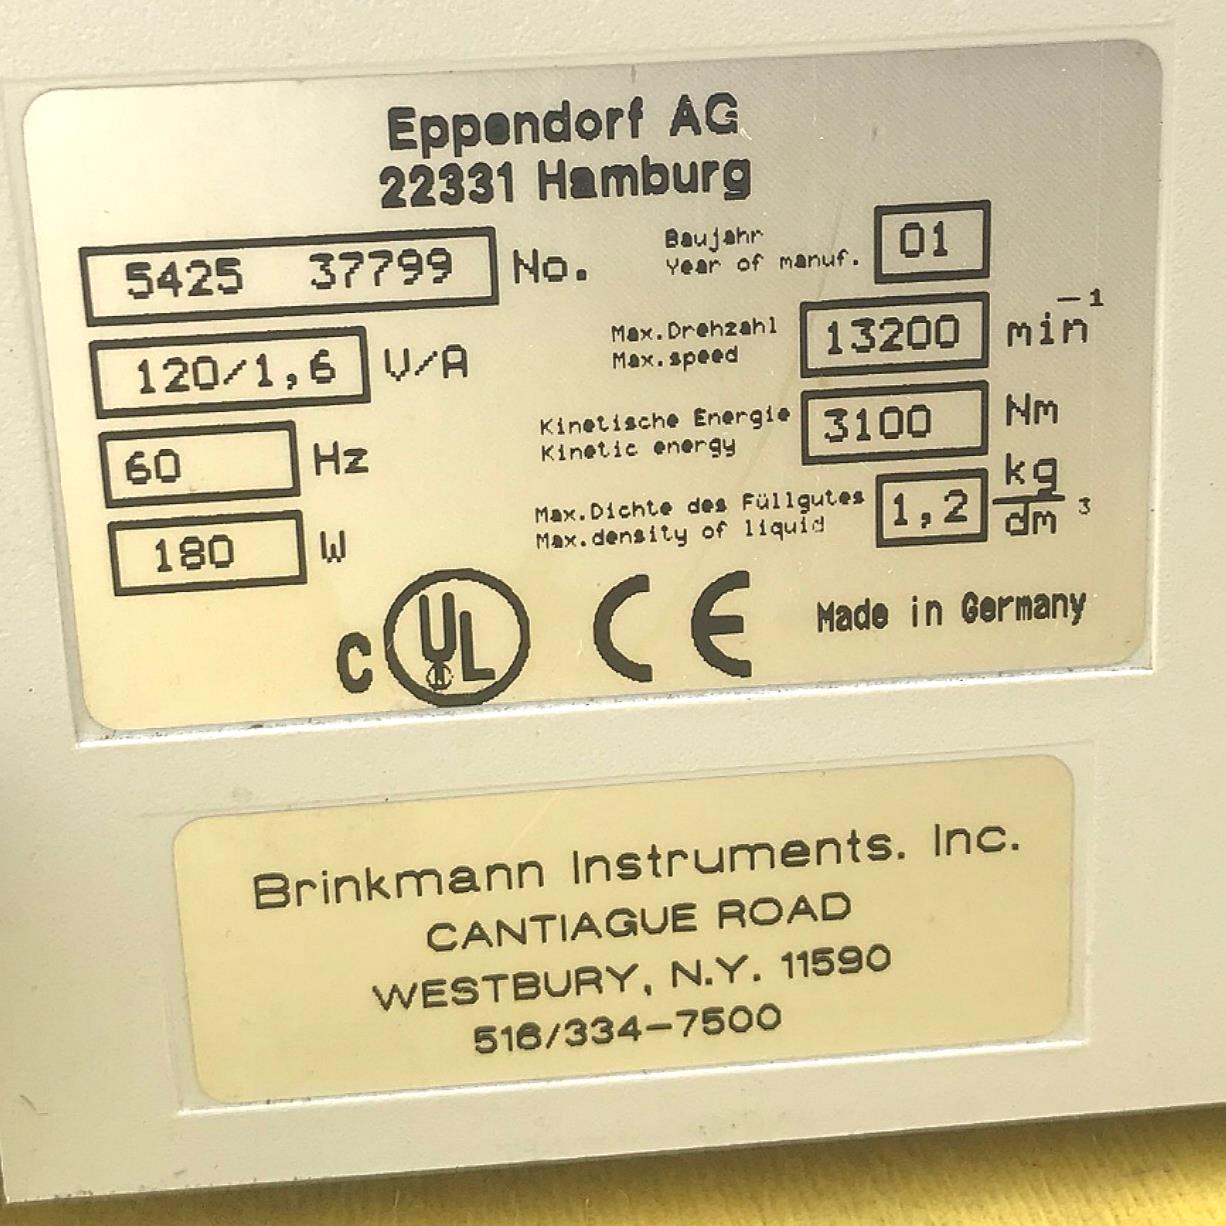 Eppendorf AG
22331 Hamburg
5425 37799 No.
Baujahr
Year of manuf. 01
120/1,6 V/A
Max.Drehzahl
Max.speed 13200 min⁻¹
60 Hz
Kinetische Energie
Kinetic energy 3100 Nm
180 W
Max.Dichte des Füllgutes
Max.density of liquid 1,2 kg/dm³
C UL CE Made in Germany
Brinkmann Instruments. Inc.
CANTIAGUE ROAD
WESTBURY, N.Y. 11590
516/334-7500